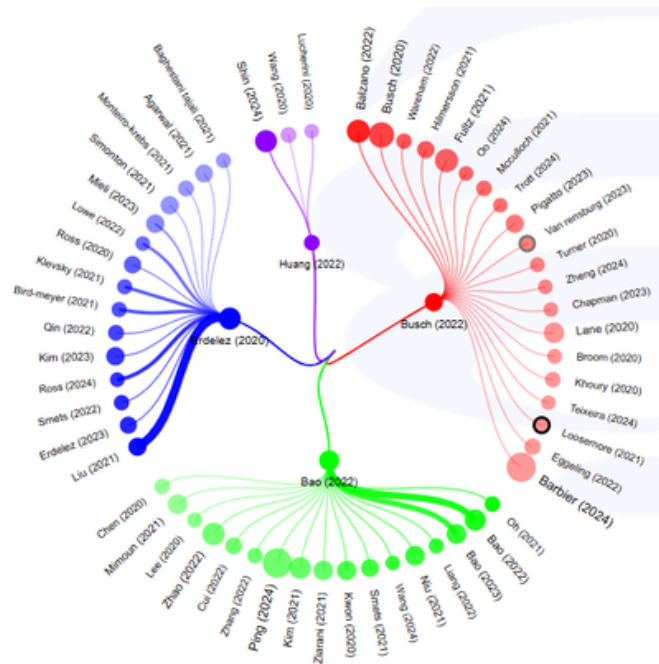 Baghestani tajali (2021)
Agarwal (2021)
Monteiro-krebs (2021)
Simonton (2021)
Mieli (2023)
Lowe (2022)
Ross (2020)
Klevsky (2021)
Bird-meyer (2021)
Qin (2022)
Kim (2023)
Ross (2024)
Smets (2022)
Erdelez (2023)
Liu (2021)
Erdelez (2020)
Shin (2024)
Wang (2020)
Lucherini (2020)
Huang (2022)
Balzano (2022)
Busch (2020)
Wareham (2022)
Hilmersson (2021)
Fultz (2021)
Oo (2024)
Mcculloch (2021)
Trott (2024)
Pigatto (2023)
Van rensburg (2023)
Turner (2020)
Zheng (2024)
Chapman (2023)
Lane (2020)
Broom (2020)
Khoury (2020)
Teixeira (2024)
Loosemore (2021)
Eggeling (2022)
Barbier (2024)
Busch (2022)
Bao (2022)
Chen (2020)
Mimoun (2021)
Lee (2020)
Zhao (2022)
Cui (2022)
Zhang (2022)
Ping (2024)
Kim (2021)
Ziarani (2021)
Kwon (2020)
Smets (2021)
Wang (2024)
Niu (2021)
Liang (2022)
Bao (2023)
Bao (2022)
Oh (2021)